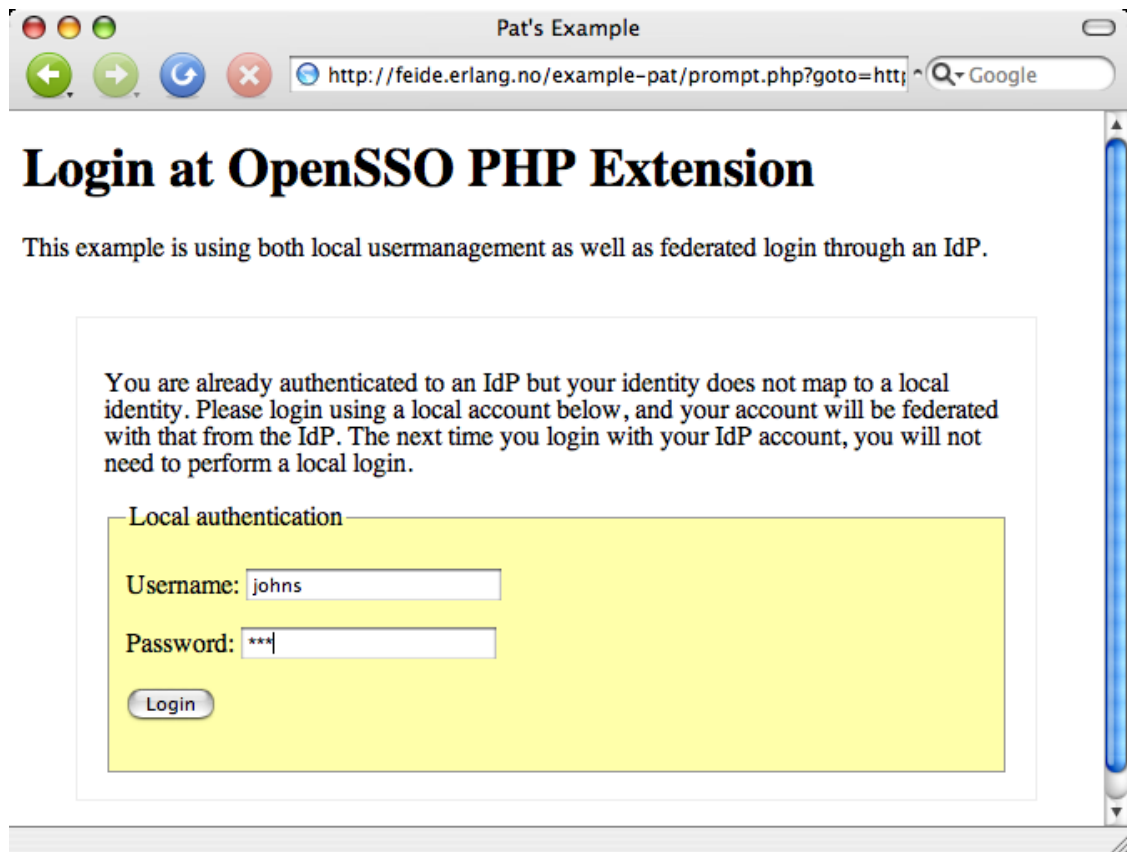 Pat's Example
http://feide.erlang.no/example-pat/prompt.php?goto=http
Google
Login at OpenSSO PHP Extension
This example is using both local usermanagement as well as federated login through an IdP.
You are already authenticated to an IdP but your identity does not map to a local
identity. Please login using a local account below, and your account will be federated
with that from the IdP. The next time you login with your IdP account, you will not
need to perform a local login.
Local authentication
Username: johns
Password: ***
Login